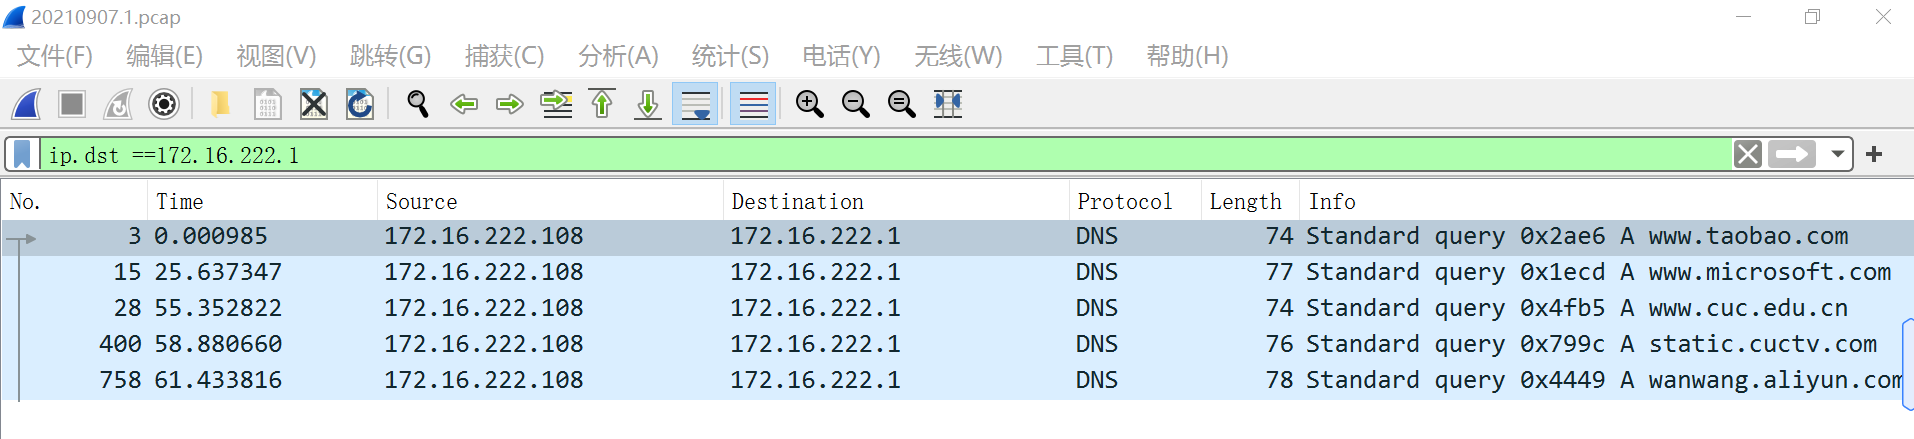 20210907.1.pcap
文件(F) 编辑(E) 视图(V) 跳转(G) 捕获(C) 分析(A) 统计(S) 电话(Y) 无线(W) 工具(T) 帮助(H)
ip.dst ==172.16.222.1
No. Time Source Destination Protocol Length Info
3 0.000985 172.16.222.108 172.16.222.1 DNS 74 Standard query 0x2ae6 A www.taobao.com
15 25.637347 172.16.222.108 172.16.222.1 DNS 77 Standard query 0x1ecd A www.microsoft.com
28 55.352822 172.16.222.108 172.16.222.1 DNS 74 Standard query 0x4fb5 A www.cuc.edu.cn
400 58.880660 172.16.222.108 172.16.222.1 DNS 76 Standard query 0x799c A static.cuctv.com
758 61.433816 172.16.222.108 172.16.222.1 DNS 78 Standard query 0x4449 A wanwang.aliyun.com